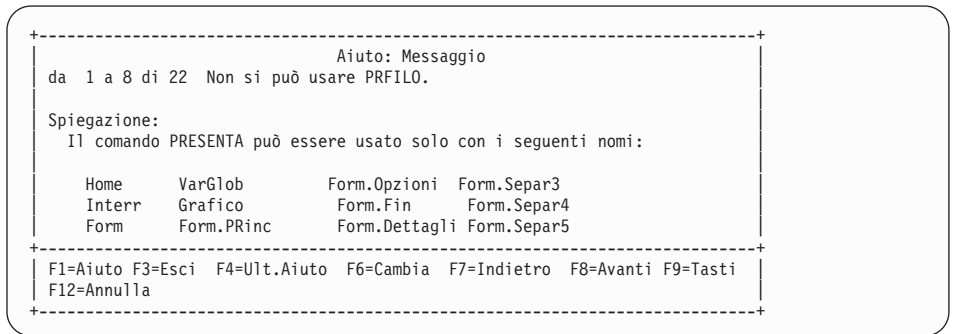 Aiuto: Messaggio
da 1 a 8 di 22 Non si può usare PRFILO.
Spiegazione:
Il comando PRESENTA può essere usato solo con i seguenti nomi:
Home VarGlob Form.Opzioni Form.Separ3
Interr Grafico Form.Fin Form.Separ4
Form Form.PRinc Form.Dettagli Form.Separ5
F1=Aiuto F3=Esci F4=Ult.Aiuto F6=Cambia F7=Indietro F8=Avanti F9=Tasti
F12=Annulla